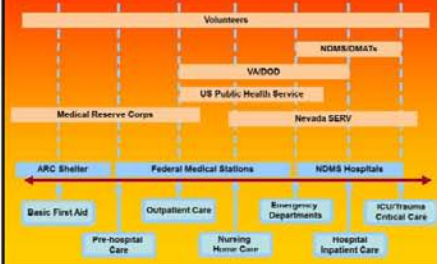 Volunteers
NDMS/DMATs
VA/DOD
US Public Health Service
Medical Reserve Corps
Nevada SERV
ARC Shelter
Federal Medical Stations
NDMS Hospitals
Basic First Aid
Outpatient Care
Emergency
Departments
ICU/Trauma
Critical Care
Pre-hospital
Care
Nursing
Home Care
Hospital
Inpatient Care